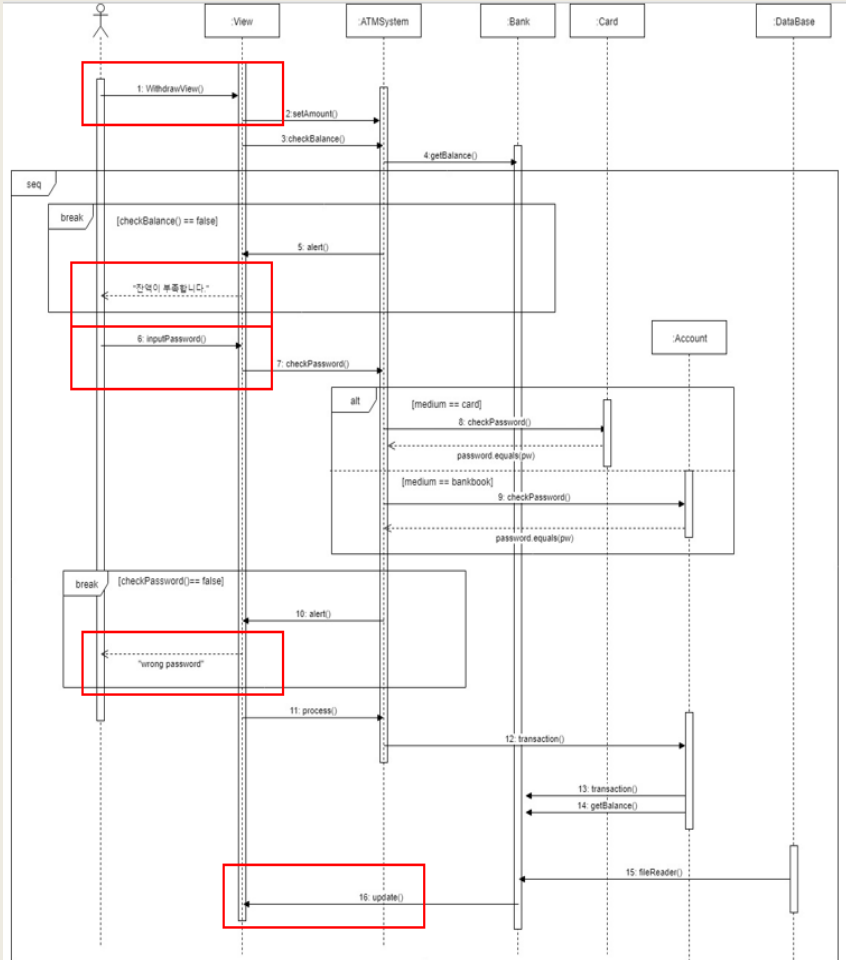 :View
:ATMSystem
:Bank
:Card
:DataBase
1: WithdrawView()
2:setAmount()
3:checkBalance()
4:getBalance()
seq
break
[checkBalance() == false]
5: alert()
"잔액이 부족합니다."
6: inputPassword()
:Account
7: checkPassword()
alt
[medium == card]
8: checkPassword()
password.equals(pw)
[medium == bankbook]
9: checkPassword()
password.equals(pw)
break
[checkPassword()== false]
10: alert()
"wrong password"
11: process()
12: transaction()
13: transaction()
14: getBalance()
15: fileReader()
16: update()